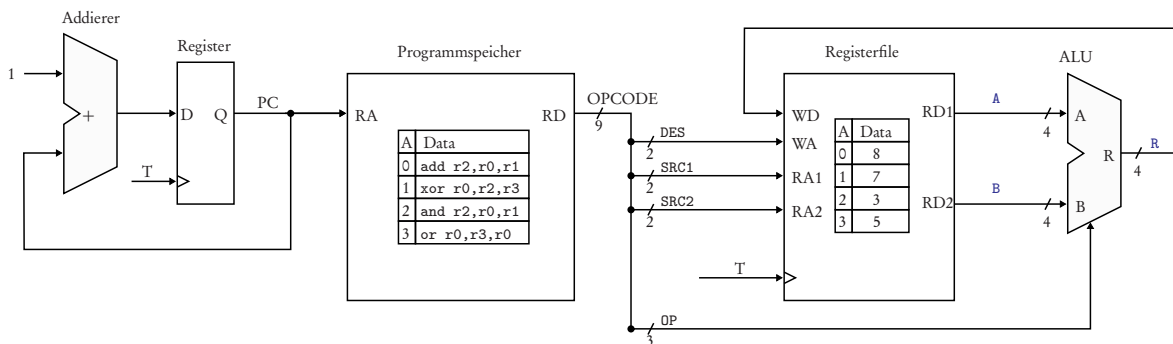 Addierer
1
+
Register
D
Q
T
PC
Programmspeicher
RA
RD
A Data
0 add r2,r0,r1
1 xor r0,r2,r3
2 and r2,r0,r1
3 or r0,r3,r0
OPCODE
9
DES
2
SRC1
2
SRC2
2
OP
3
Registerfile
WD
WA
RA1
RA2
RD1
RD2
A Data
0 8
1 7
2 3
3 5
T
A
4
B
4
ALU
A
B
R
R
4